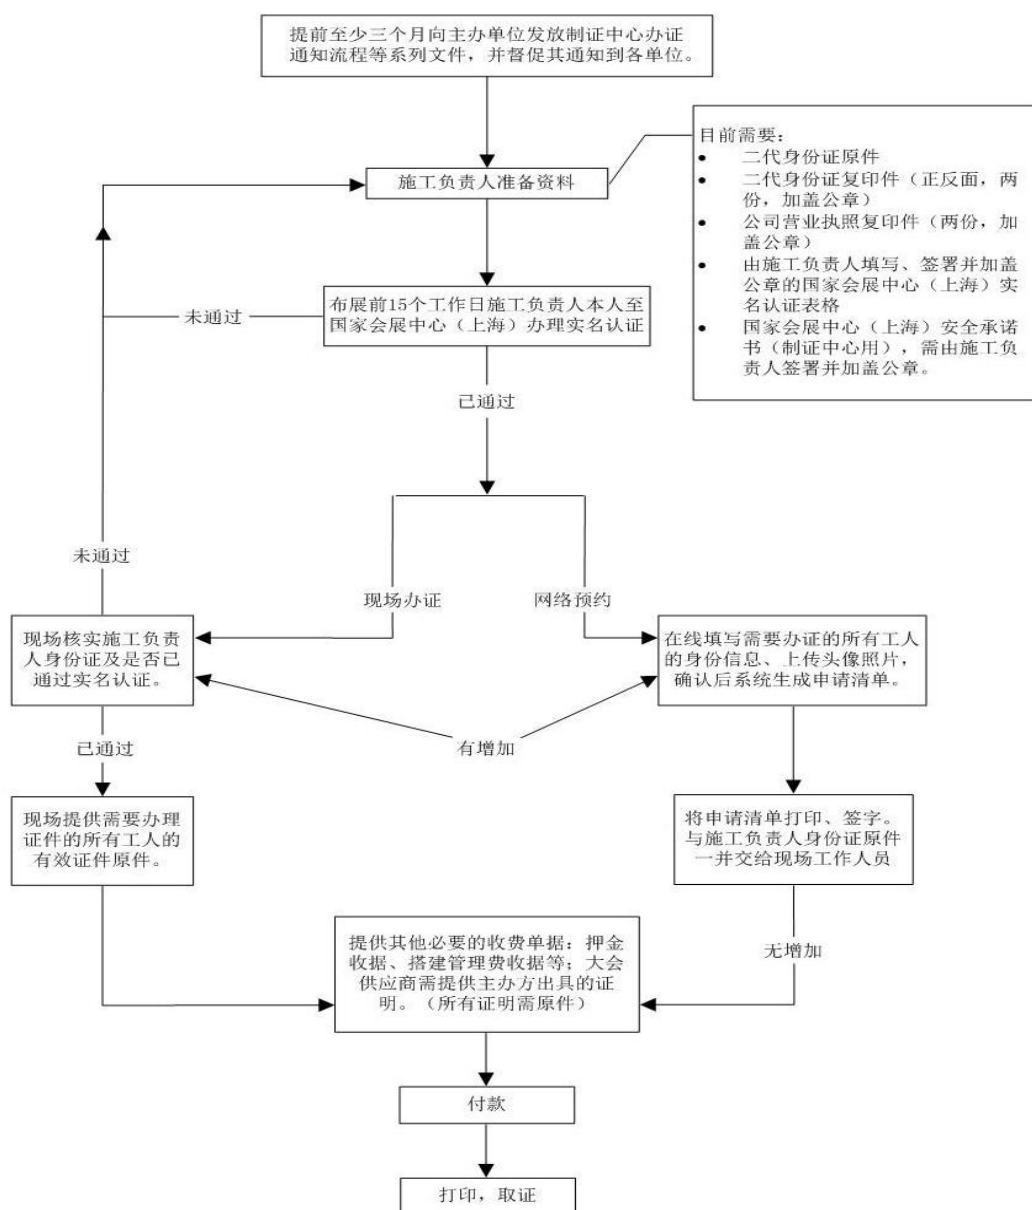 提前至少三个月向主办单位发放制证中心办证
通知流程等系列文件，并督促其通知到各单位。
目前需要：
• 二代身份证原件
• 二代身份证复印件（正反面，两
份，加盖公章）
• 公司营业执照复印件（两份，加
盖公章）
• 由施工负责人填写、签署并加盖
公章的国家会展中心（上海）实
名认证表格
• 国家会展中心（上海）安全承诺
书（制证中心用），需由施工负
责人签署并加盖公章。
施工负责人准备资料
布展前15个工作日施工负责人本人至
国家会展中心（上海）办理实名认证
未通过
已通过
未通过
现场办证
网络预约
现场核实施工负责
人身份证及是否已
通过实名认证。
在线填写需要办证的所有工人
的身份信息、上传头像照片，
确认后系统生成申请清单。
已通过
有增加
现场提供需要办理
证件的所有工人的
有效证件原件。
将申请清单打印、签字。
与施工负责人身份证原件
一并交给现场工作人员
无增加
提供其他必要的收费单据：押金
收据、搭建管理费收据等；大会
供应商需提供主办方出具的证
明。（所有证明需原件）
付款
打印，取证